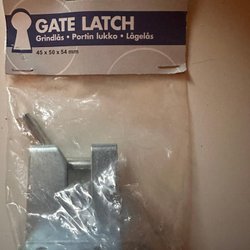 GATE LATCH
Grindlås • Portin lukko • Lågelås
45 x 50 x 54 mm